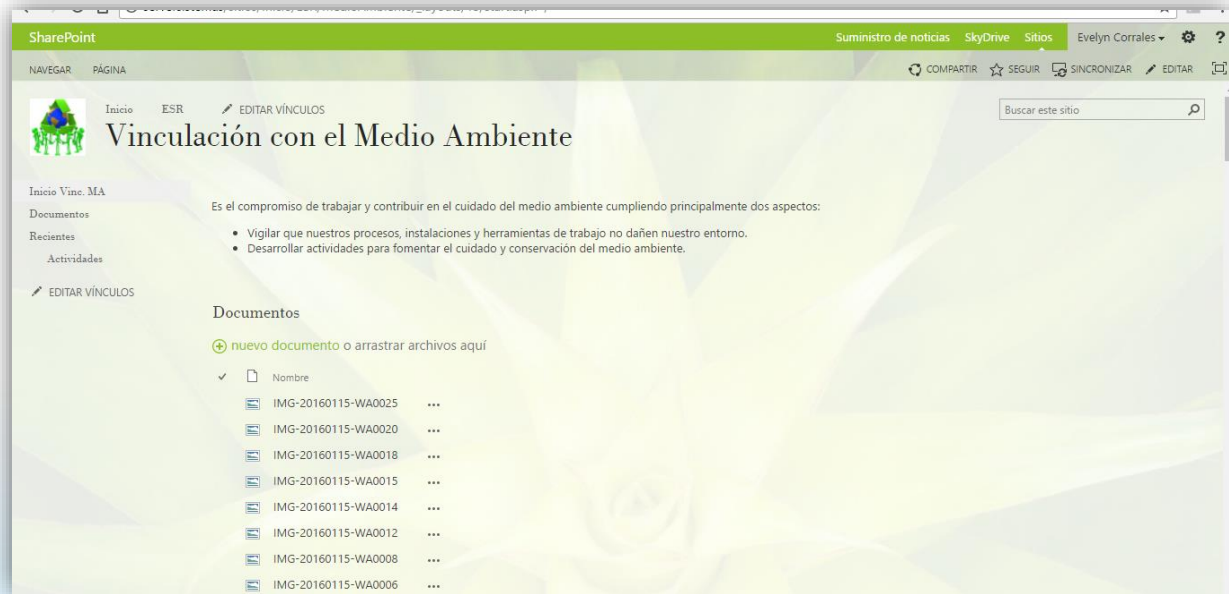 SharePoint
Suministro de noticias SkyDrive Sitios Evelyn Corrales ?
NAVEGAR PÁGINA
COMPARTIR SEGUIR SINCRONIZAR EDITAR
Inicio ESR EDITAR VÍNCULOS
Buscar este sitio
Vinculación con el Medio Ambiente
Inicio Vinc. MA
Documentos
Recientes
Actividades
EDITAR VÍNCULOS
Es el compromiso de trabajar y contribuir en el cuidado del medio ambiente cumpliendo principalmente dos aspectos:
• Vigilar que nuestros procesos, instalaciones y herramientas de trabajo no dañen nuestro entorno.
• Desarrollar actividades para fomentar el cuidado y conservación del medio ambiente.
Documentos
nuevo documento o arrastrar archivos aquí
Nombre
IMG-20160115-WA0025 ...
IMG-20160115-WA0020 ...
IMG-20160115-WA0018 ...
IMG-20160115-WA0015 ...
IMG-20160115-WA0014 ...
IMG-20160115-WA0012 ...
IMG-20160115-WA0008 ...
IMG-20160115-WA0006 ...